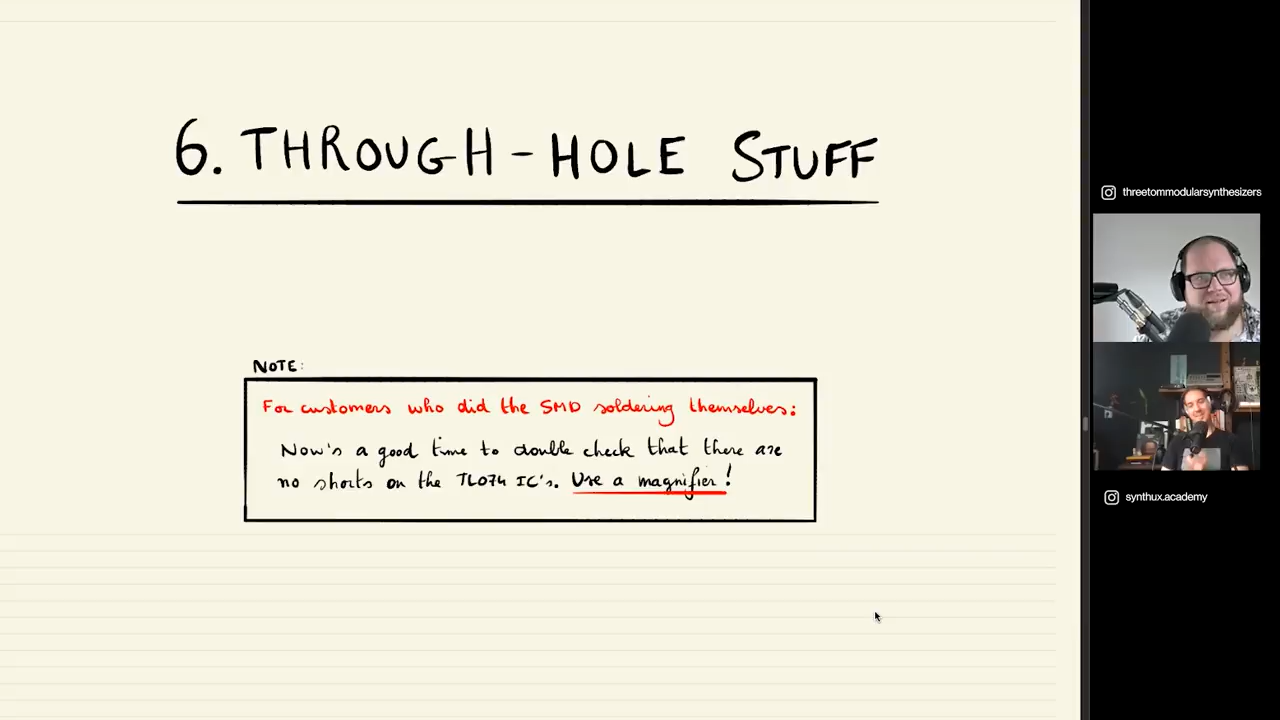 6. THROUGH-HOLE STUFF
NOTE:
For customers who did the SMD soldering themselves:
Now's a good time to double check that there are
no shorts on the TL074 IC's. Use a magnifier!
threetommodularsynthesizers
synthux.academy